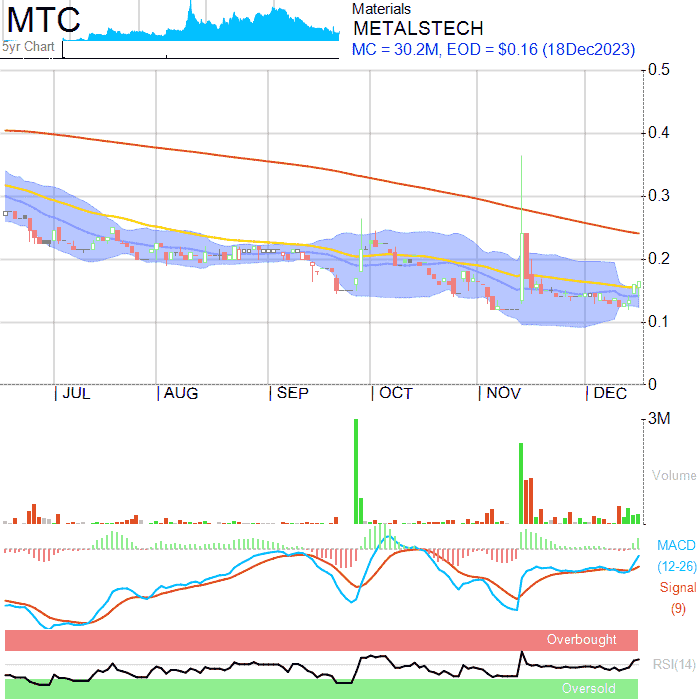 MTC
5yr Chart
Materials
METALSTECH
MC = 30.2M, EOD = $0.16 (18Dec2023)
0.5
0.4
0.3
0.2
0.1
0
JUL AUG SEP OCT NOV DEC
3M
Volume
MACD
(12-26)
Signal
(9)
Overbought
RSI(14)
Oversold